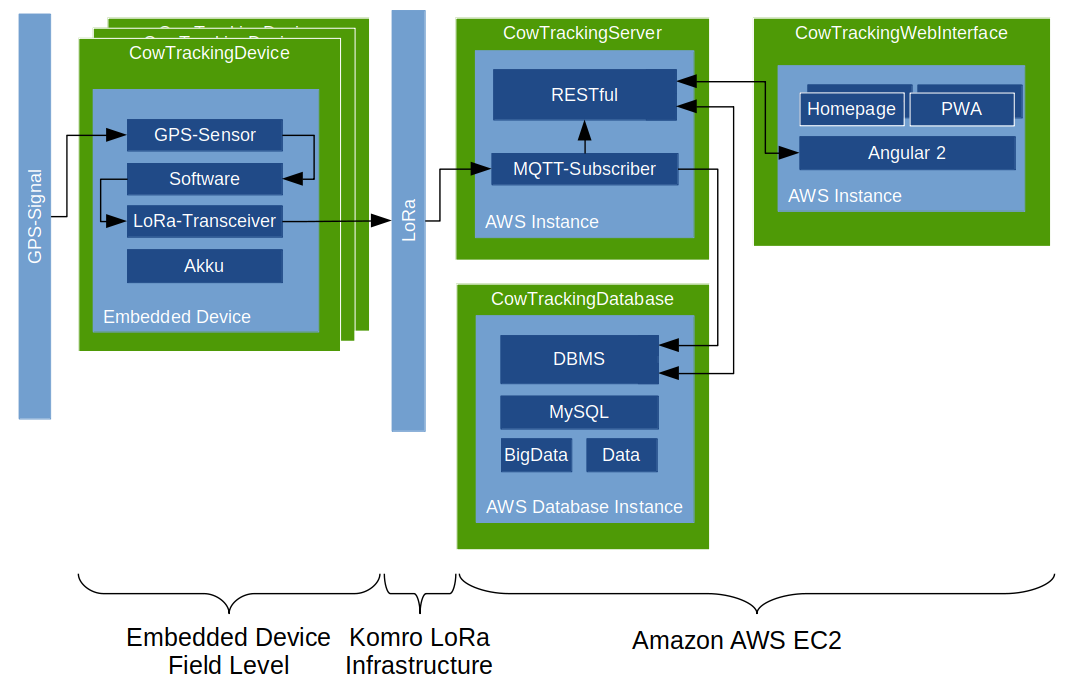 GPS-Signal
CowTrackingDevice
GPS-Sensor
Software
LoRa-Transceiver
Akku
Embedded Device
LoRa
CowTrackingServer
RESTful
MQTT-Subscriber
AWS Instance
CowTrackingWebInterface
Homepage
PWA
Angular 2
AWS Instance
CowTrackingDatabase
DBMS
MySQL
BigData
Data
AWS Database Instance
Embedded Device
Field Level
Komro LoRa
Infrastructure
Amazon AWS EC2